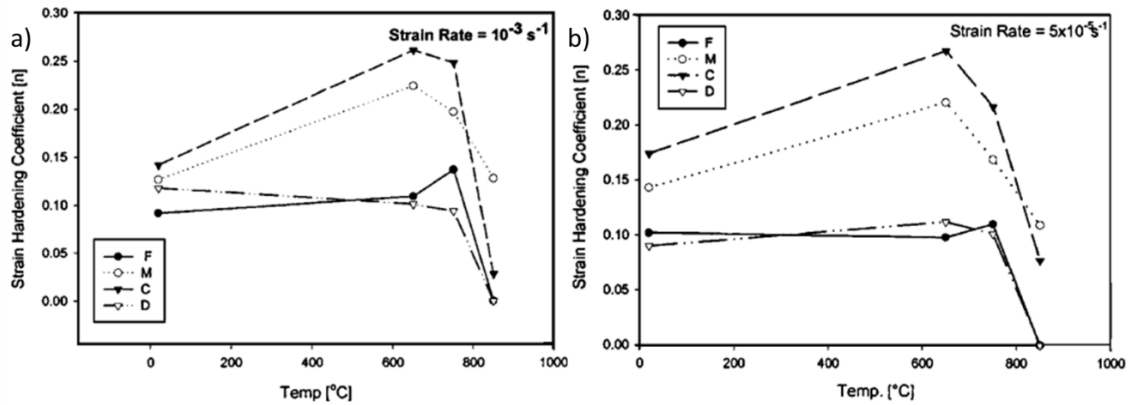 a)
Strain Rate = 10⁻³ s⁻¹
0.30
0.25
0.20
0.15
0.10
0.05
0.00
Strain Hardening Coefficient [n]
F
M
C
D
0
200
400
600
800
1000
Temp [°C]
b)
Strain Rate = 5x10⁻⁵s⁻¹
0.30
0.25
0.20
0.15
0.10
0.05
0.00
Strain Hardening Coefficient [n]
F
M
C
D
0
200
400
600
800
1000
Temp. [°C]